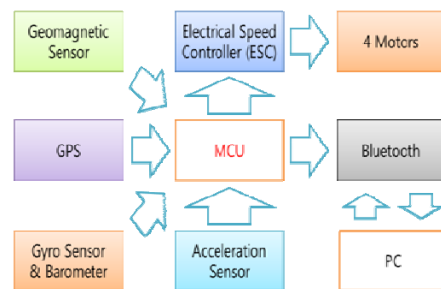 Geomagnetic
Sensor
Electrical Speed
Controller (ESC)
4 Motors
GPS
MCU
Bluetooth
Gyro Sensor
& Barometer
Acceleration
Sensor
PC